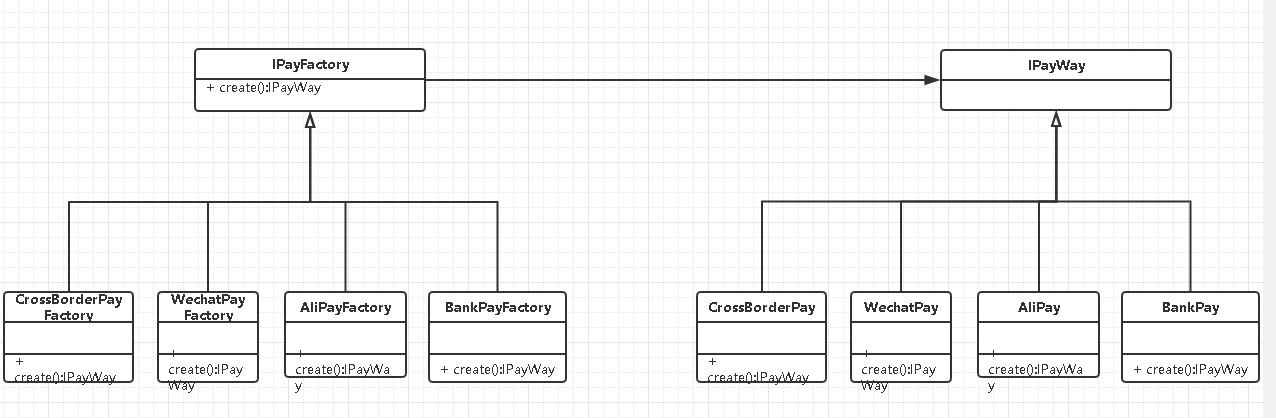 IPayFactory
+ create():IPayWay
IPayWay
CrossBorderPay
Factory
+
create():IPayWay
WechatPay
Factory
+
create():IPay
Way
AliPayFactory
+
create():IPayWa
y
BankPayFactory
+ create():IPayWay
CrossBorderPay
+
create():IPayWay
WechatPay
+
create():IPay
Way
AliPay
+
create():IPayWa
y
BankPay
+ create():IPayWay